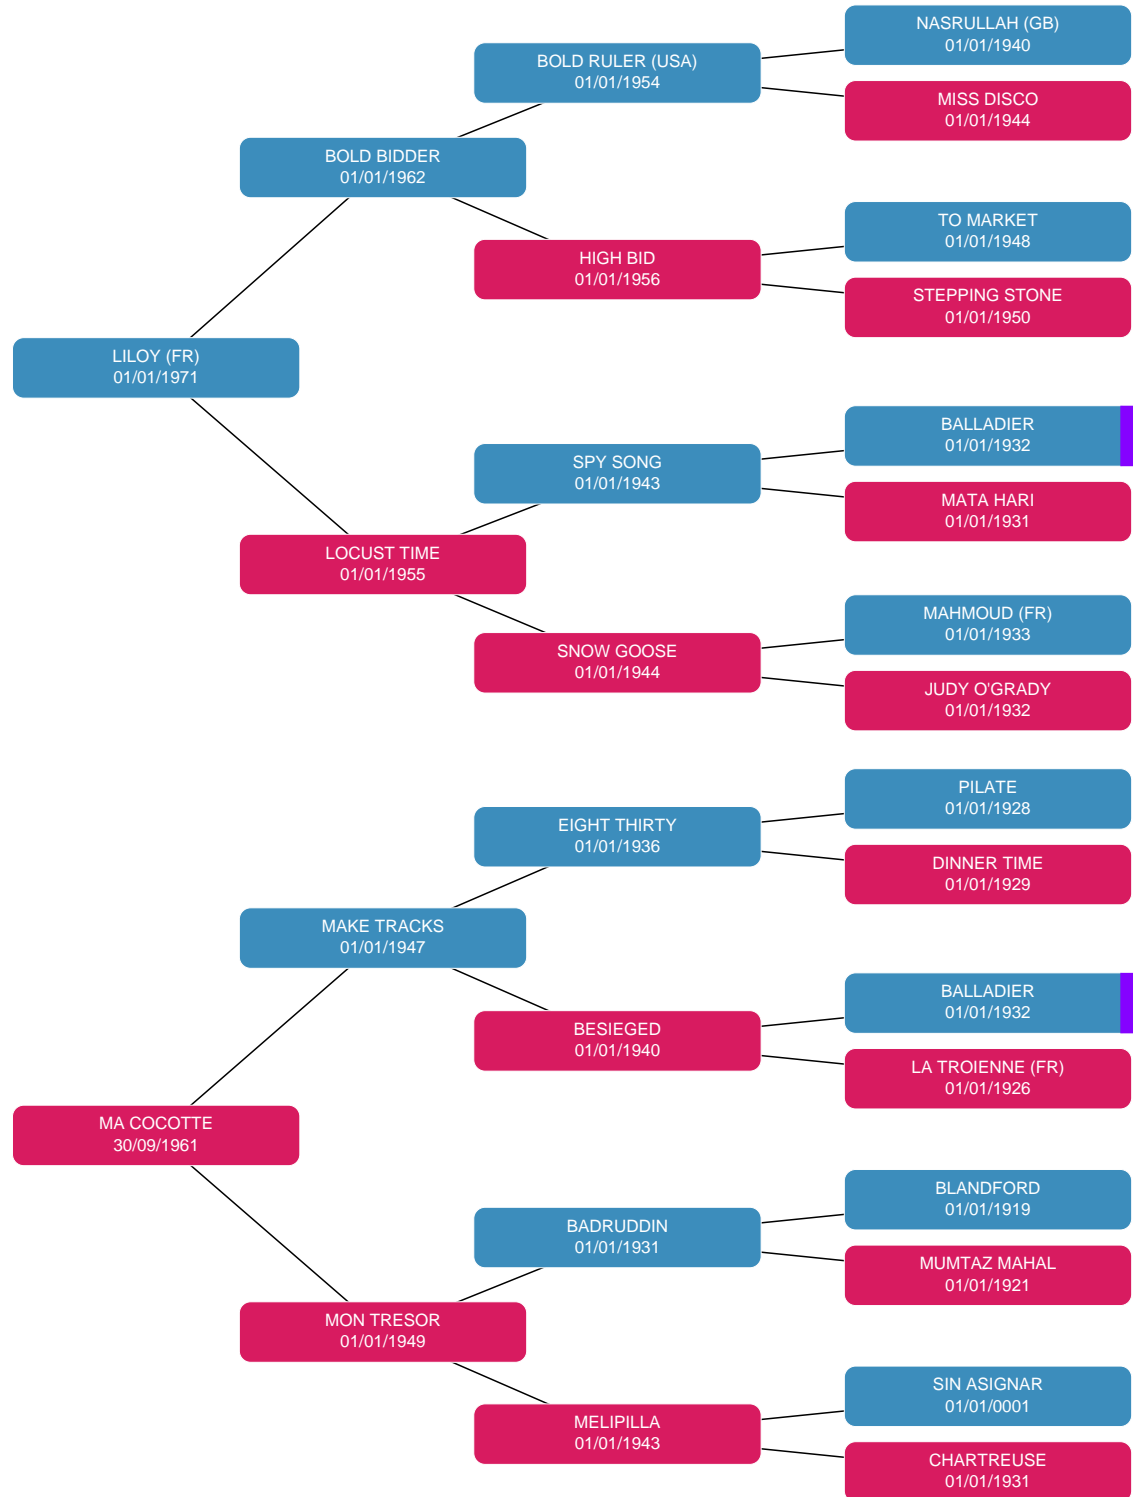 NASRULLAH (GB)
01/01/1940
BOLD RULER (USA)
01/01/1954
MISS DISCO
01/01/1944
BOLD BIDDER
01/01/1962
TO MARKET
01/01/1948
HIGH BID
01/01/1956
STEPPING STONE
01/01/1950
LILOY (FR)
01/01/1971
BALLADIER
01/01/1932
SPY SONG
01/01/1943
MATA HARI
01/01/1931
LOCUST TIME
01/01/1955
MAHMOUD (FR)
01/01/1933
SNOW GOOSE
01/01/1944
JUDY O'GRADY
01/01/1932
PILATE
01/01/1928
EIGHT THIRTY
01/01/1936
DINNER TIME
01/01/1929
MAKE TRACKS
01/01/1947
BALLADIER
01/01/1932
BESIEGED
01/01/1940
LA TROIENNE (FR)
01/01/1926
MA COCOTTE
30/09/1961
BLANDFORD
01/01/1919
BADRUDDIN
01/01/1931
MUMTAZ MAHAL
01/01/1921
MON TRESOR
01/01/1949
SIN ASIGNAR
01/01/0001
MELIPILLA
01/01/1943
CHARTREUSE
01/01/1931